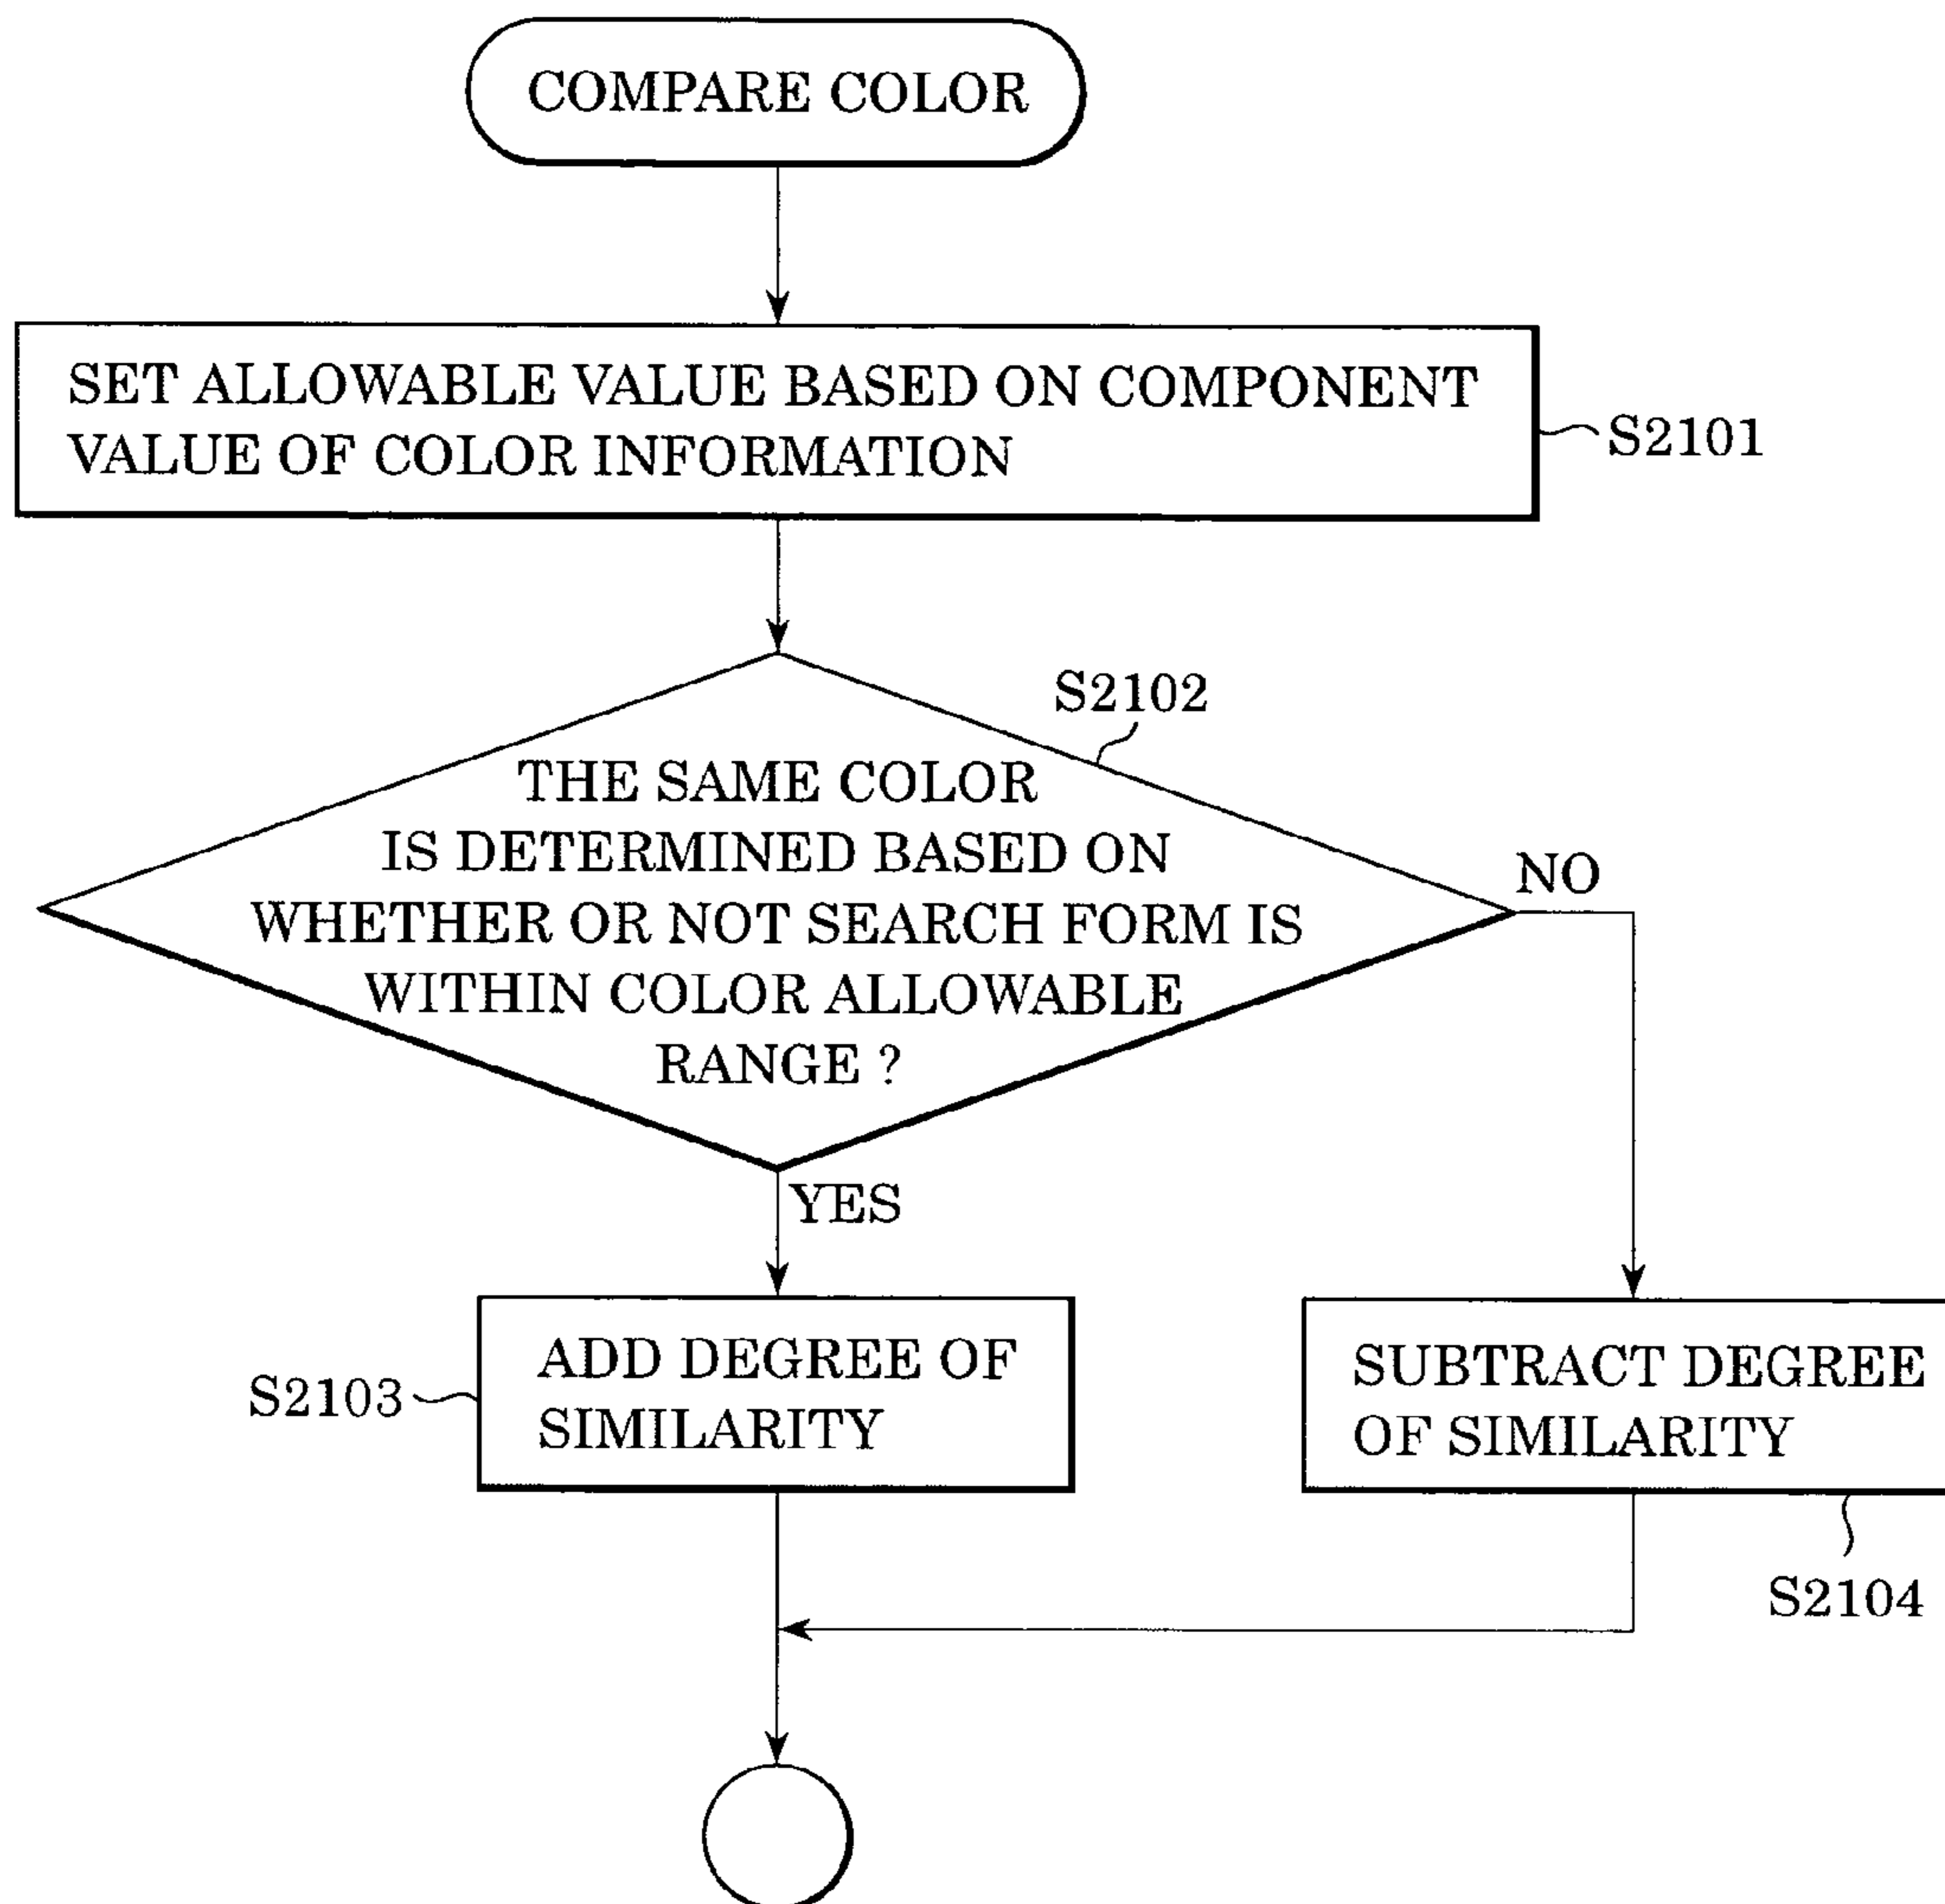 COMPARE COLOR
SET ALLOWABLE VALUE BASED ON COMPONENT
VALUE OF COLOR INFORMATION
S2101
S2102
THE SAME COLOR
IS DETERMINED BASED ON
WHETHER OR NOT SEARCH FORM IS
WITHIN COLOR ALLOWABLE
RANGE ?
NO
YES
S2103
ADD DEGREE OF
SIMILARITY
SUBTRACT DEGREE
OF SIMILARITY
S2104